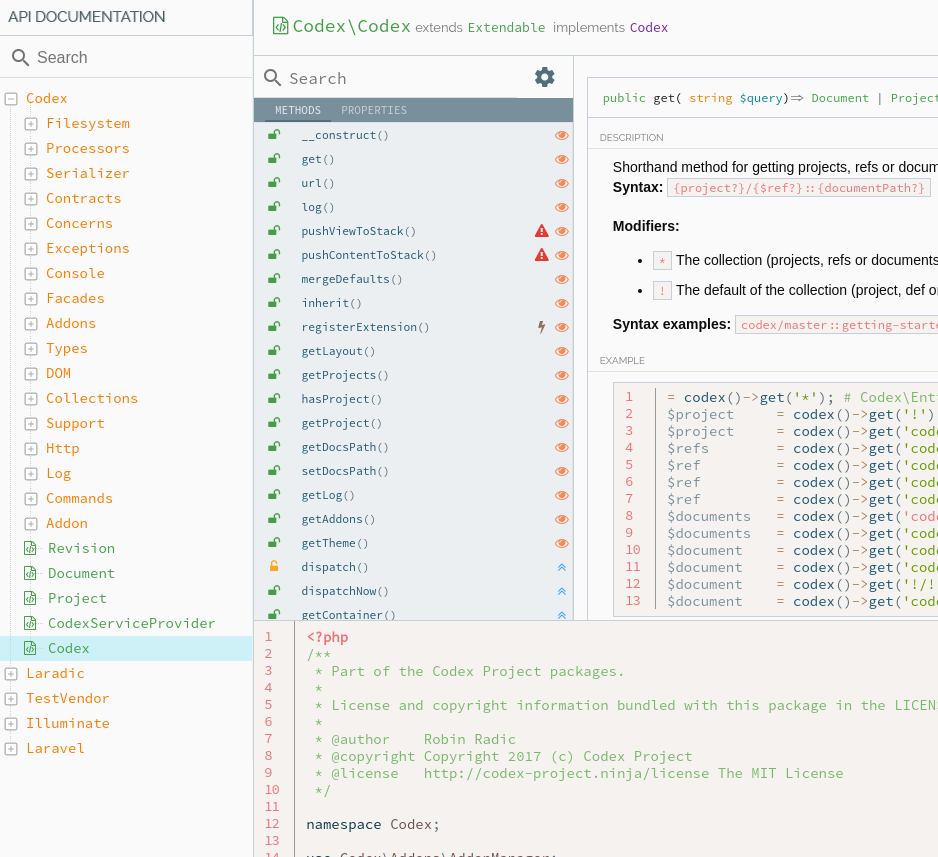 API DOCUMENTATION
Search
Codex
Filesystem
Processors
Serializer
Contracts
Concerns
Exceptions
Console
Facades
Addons
Types
DOM
Collections
Support
Http
Log
Commands
Addon
Revision
Document
Project
CodexServiceProvider
Codex
Laradic
TestVendor
Illuminate
Laravel
Codex\Codex extends Extendable implements Codex
Search
METHODS PROPERTIES
__construct()
get()
url()
log()
pushViewToStack()
pushContentToStack()
mergeDefaults()
inherit()
registerExtension()
getLayout()
getProjects()
hasProject()
getProject()
getDocsPath()
setDocsPath()
getLog()
getAddons()
getTheme()
dispatch()
dispatchNow()
getContainer()
public get( string $query)=> Document | Project
DESCRIPTION
Shorthand method for getting projects, refs or docum
Syntax: {project?}/{$ref?}::{documentPath?}
Modifiers:
* The collection (projects, refs or documents
! The default of the collection (project, def o
Syntax examples: codex/master::getting-starte
EXAMPLE
1 = codex()->get('*'); # Codex\Ent
2 $project = codex()->get('!')
3 $project = codex()->get('cod
4 $refs = codex()->get('cod
5 $ref = codex()->get('cod
6 $ref = codex()->get('cod
7 $ref = codex()->get('cod
8 $documents = codex()->get('cod
9 $documents = codex()->get('cod
10 $document = codex()->get('cod
11 $document = codex()->get('cod
12 $document = codex()->get('!/!
13 $document = codex()->get('cod
1 <?php
2 /**
3 * Part of the Codex Project packages.
4 *
5 * License and copyright information bundled with this package in the LICEN
6 *
7 * @author Robin Radic
8 * @copyright Copyright 2017 (c) Codex Project
9 * @license http://codex-project.ninja/license The MIT License
10 */
11
12 namespace Codex;
13
14 use Codex\Addons\AddonManager;